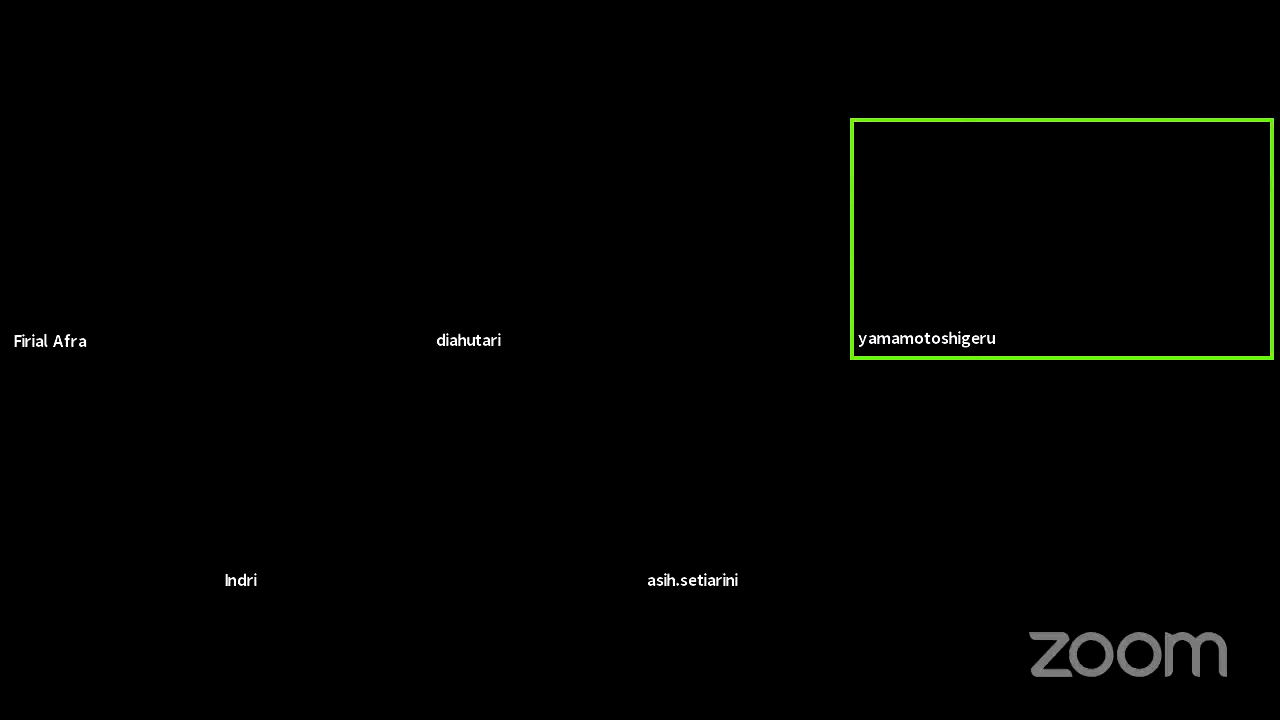 Firial Afra
diahutari
yamamotoshigeru
Indri
asih.setiarini
zoom